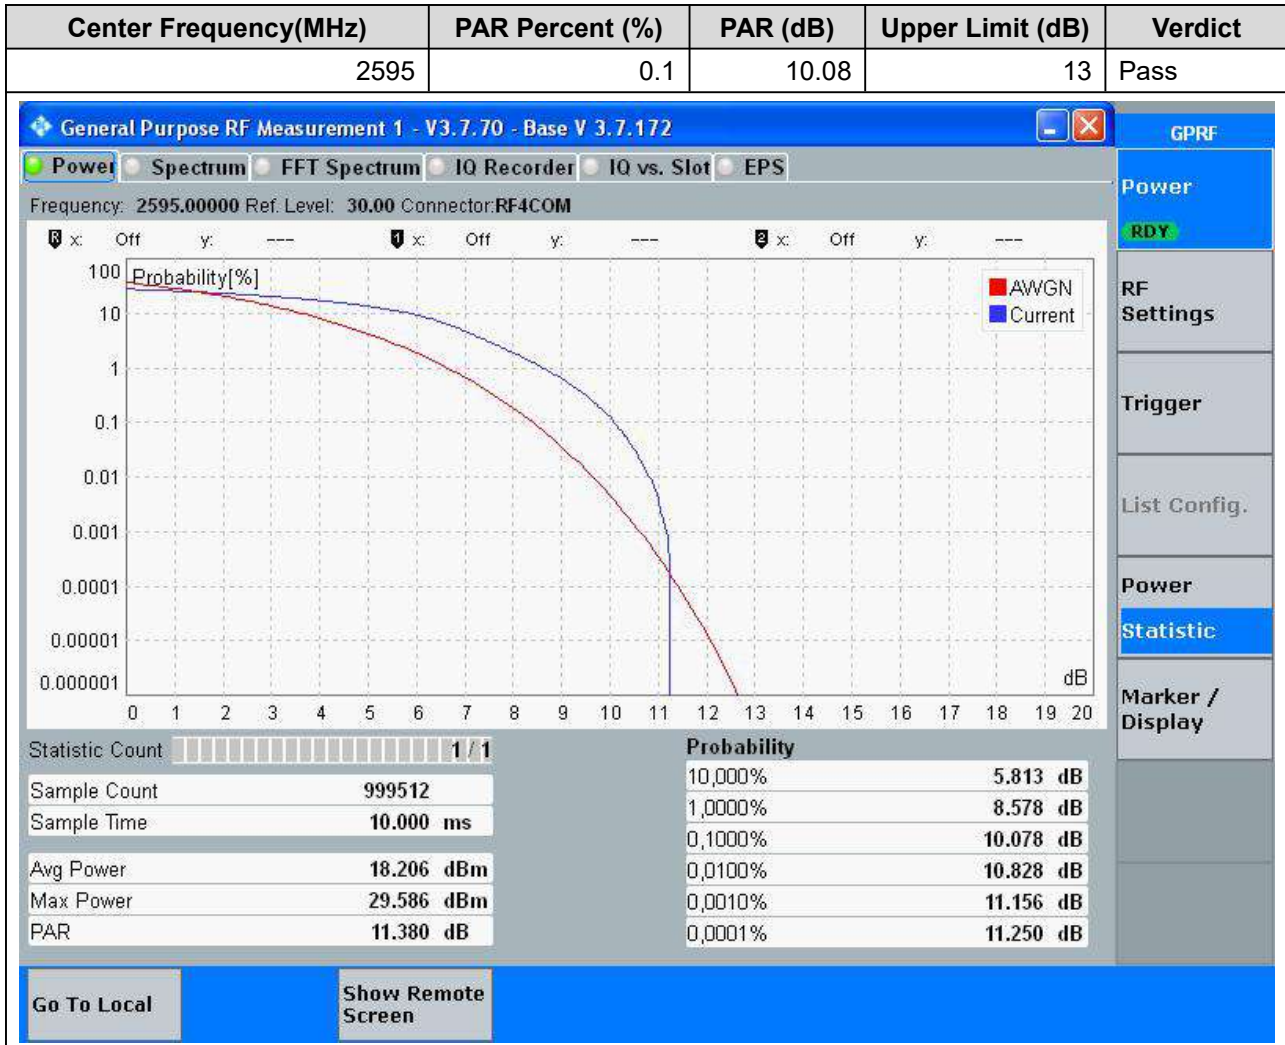 Center Frequency(MHz) PAR Percent (%) PAR (dB) Upper Limit (dB) Verdict
2595 0.1 10.08 13 Pass
General Purpose RF Measurement 1 - V3.7.70 - Base V 3.7.172
GPRF
Power Spectrum FFT Spectrum IQ Recorder IQ vs. Slot EPS
Power
RDY
Frequency: 2595.00000 Ref. Level: 30.00 Connector:RF4COM
R x: Off y: --- 1 x: Off y: --- 2 x: Off y: ---
Probability[%]
AWGN
Current
100
10
1
0.1
0.01
0.001
0.0001
0.00001
0.000001
dB
0 1 2 3 4 5 6 7 8 9 10 11 12 13 14 15 16 17 18 19 20
RF
Settings
Trigger
List Config.
Power
Statistic
Marker /
Display
Statistic Count 1 / 1
Sample Count 999512
Sample Time 10.000 ms
Avg Power 18.206 dBm
Max Power 29.586 dBm
PAR 11.380 dB
Probability
10,000% 5.813 dB
1,0000% 8.578 dB
0,1000% 10.078 dB
0,0100% 10.828 dB
0,0010% 11.156 dB
0,0001% 11.250 dB
Go To Local
Show Remote
Screen